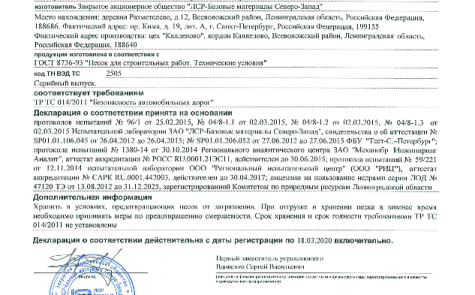 изготовитель Закрытое акционерное общество "ЛСР-Базовые материалы Северо-Запад"
Место нахождения: деревня Разметелево, д.12, Всеволожский район, Ленинградская область, Российская Федерация,
188686. Фактический адрес: пр. Кима, д. 19, лит. А, г. Санкт-Петербург, Российская Федерация, 199155
Фактический адрес производства: цех "Кавголово", кордон Кавголово, Всеволожский район, Ленинградская область,
Российская Федерация, 188640
продукция изготовлена в соответствии с
ГОСТ 8736-93 "Песок для строительных работ. Технические условия"
код ТН ВЭД ТС 2505
Серийный выпуск.
соответствует требованиям
ТР ТС 014/2011 "Безопасность автомобильных дорог"
Декларация о соответствии принята на основании
протоколов испытаний № 96/1 от 25.02.2015, № 04/8-1.1 от 02.03.2015, № 04/8-1.2 от 02.03.2015, № 04/8-1.3 от
02.03.2015 Испытательной лаборатории ЗАО "ЛСР-Базовые материалы Северо-Запад", свидетельства о об аттестации №
SP01.01.106.045 от 26.04.2012 до 26.04.2015; № SP01.01.206.052 от 27.06.2012 до 27.06.2015 ФБУ "Тест-С.-Петербург";
протокола испытаний № 1380-14 от 30.10.2014 Регионального аналитического центра ЗАО "Механобр Инжиниринг
Аналит", аттестат аккредитации № РОСС RU.0001.21ЭС11, действителен до 30.06.2015; протокола испытаний № 59/221
от 12.11.2014 испытательной лаборатории ООО "Региональный испытательный центр" (ООО "РИЦ"), аттестат
аккредитации № САРК RU.0001.442003, действителен до 30.04.2017; лицензия на пользование недрами серия ЛОД №
47120 ТЭ от 13.08.2012 до 31.12.2025, зарегистрированной Комитетом по природным ресурсам Ленинградской области
Дополнительная информация
Хранить в условиях, предотвращающих песок от загрязнения. При отгрузке и хранении песка в зимнее время
необходимо принимать меры по предотвращению смерзаемости. Срок хранения и срок годности требованиями ТР ТС
014/2011 не установлены
Декларация о соответствии действительна с даты регистрации по 18.03.2020 включительно.
Первый заместитель управляющего
Сергей Васильевич